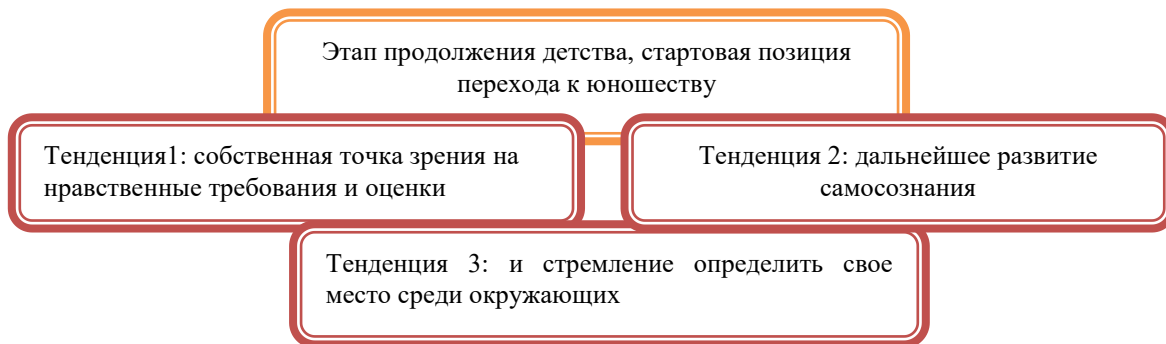 Этап продолжения детства, стартовая позиция
перехода к юношеству
Тенденция1: собственная точка зрения на
нравственные требования и оценки
Тенденция 2: дальнейшее развитие
самосознания
Тенденция 3: и стремление определить свое
место среди окружающих